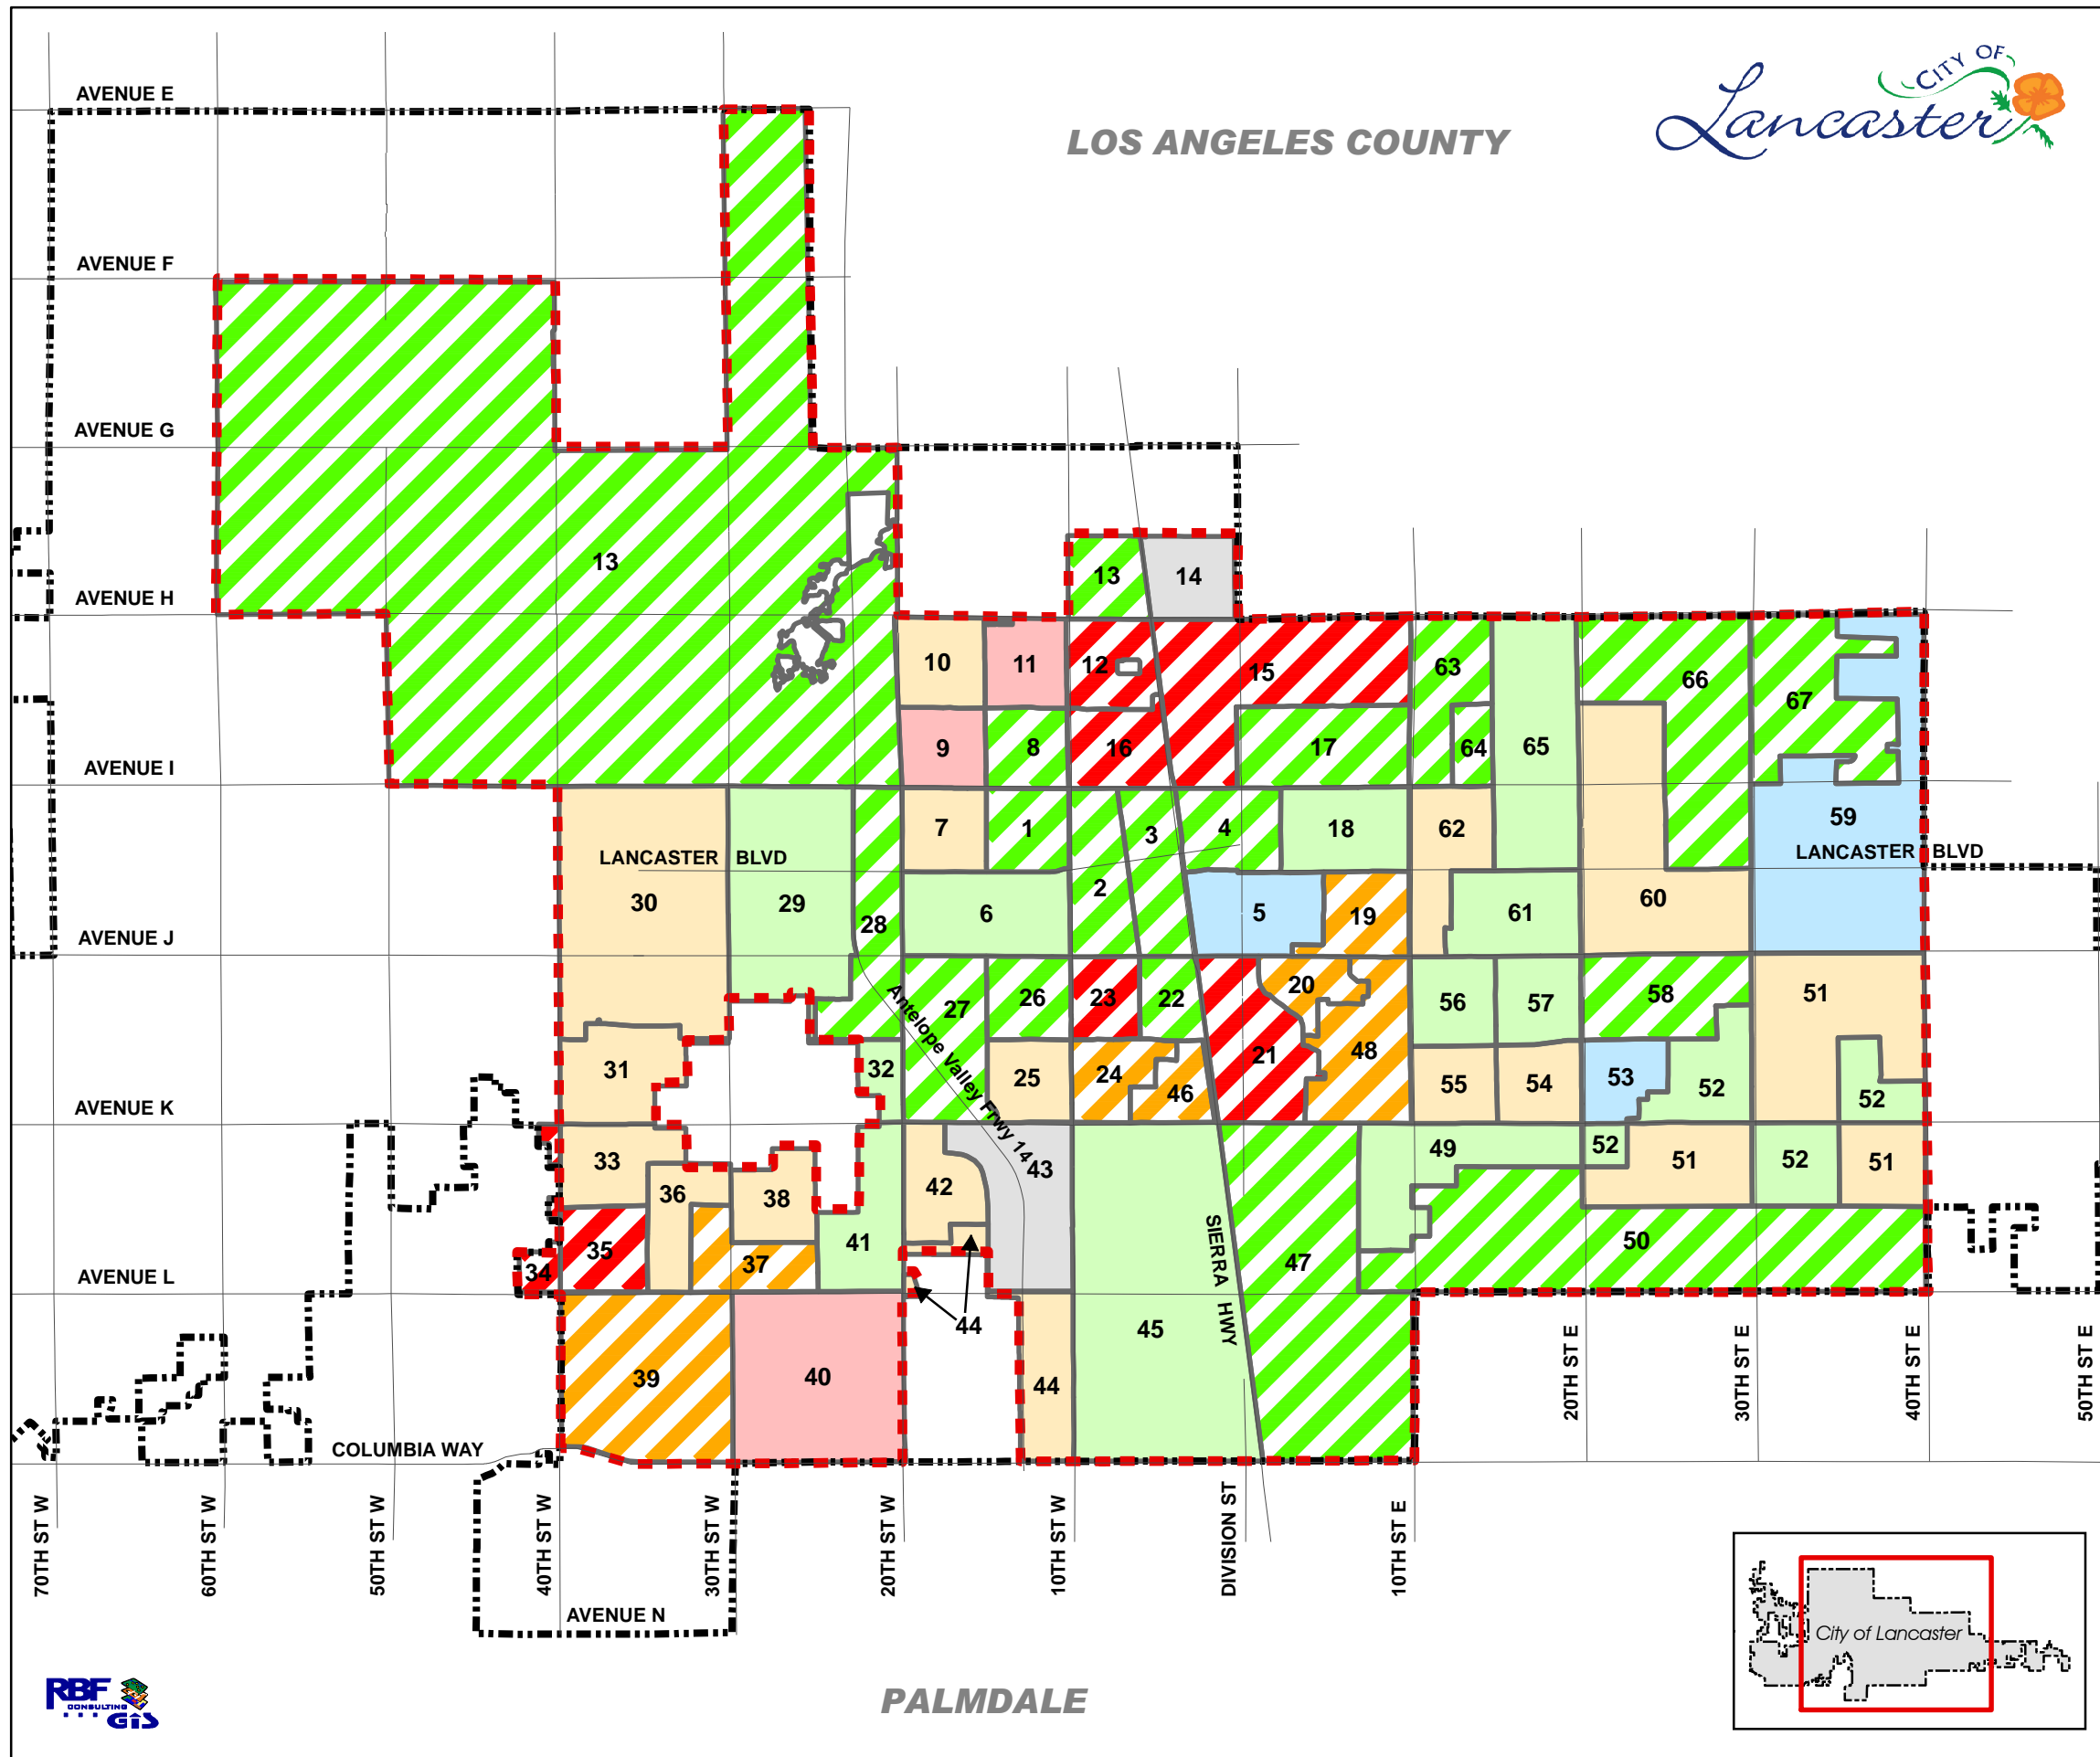 CITY OF
Lancaster
AVENUE E
LOS ANGELES COUNTY
AVENUE F
AVENUE G
13
13
14
AVENUE H
10
11
12
15
63
66
67
9
8
16
17
64
65
AVENUE I
7
1
3
4
18
62
59
LANCASTER BLVD
LANCASTER BLVD
30
29
28
6
2
5
19
61
60
AVENUE J
27
26
23
22
20
56
57
58
51
Antelope Valley Frwy 14
31
32
25
24
46
21
48
55
54
53
52
52
AVENUE K
33
36
38
42
43
49
52
51
52
51
35
34
37
41
47
50
AVENUE L
SIERRA HWY
44
39
40
44
45
COLUMBIA WAY
20TH ST E
30TH ST E
40TH ST E
50TH ST E
70TH ST W
60TH ST W
50TH ST W
40TH ST W
30TH ST W
20TH ST W
10TH ST W
DIVISION ST
10TH ST E
AVENUE N
City of Lancaster
RBF
CONSULTING
GIS
PALMDALE